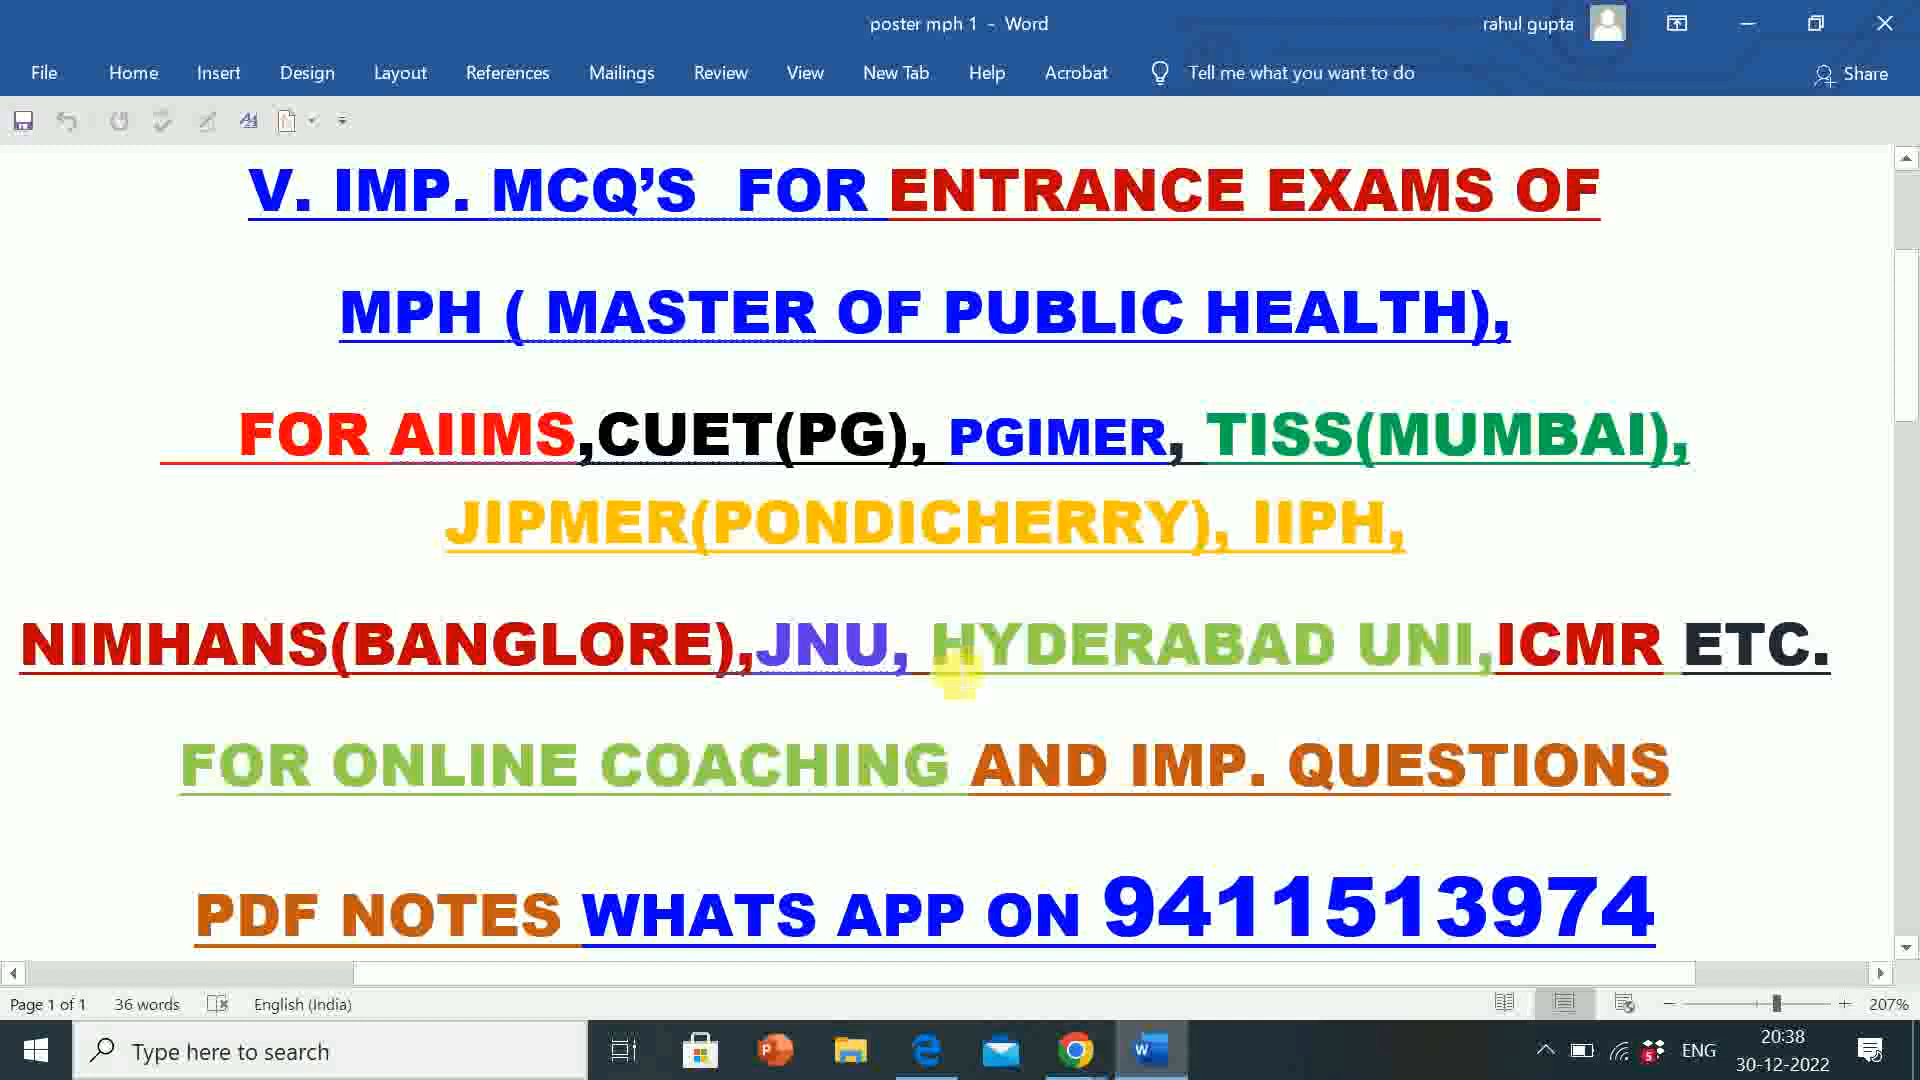 poster mph 1 - Word
rahul gupta
File Home Insert Design Layout References Mailings Review View New Tab Help Acrobat Tell me what you want to do Share
V. IMP. MCQ’S FOR ENTRANCE EXAMS OF
MPH ( MASTER OF PUBLIC HEALTH),
FOR AIIMS,CUET(PG), PGIMER, TISS(MUMBAI),
JIPMER(PONDICHERRY), IIPH,
NIMHANS(BANGLORE),JNU, HYDERABAD UNI,ICMR ETC.
FOR ONLINE COACHING AND IMP. QUESTIONS
PDF NOTES WHATS APP ON 9411513974
Page 1 of 1 36 words English (India) 207%
Type here to search
ENG
20:38
30-12-2022